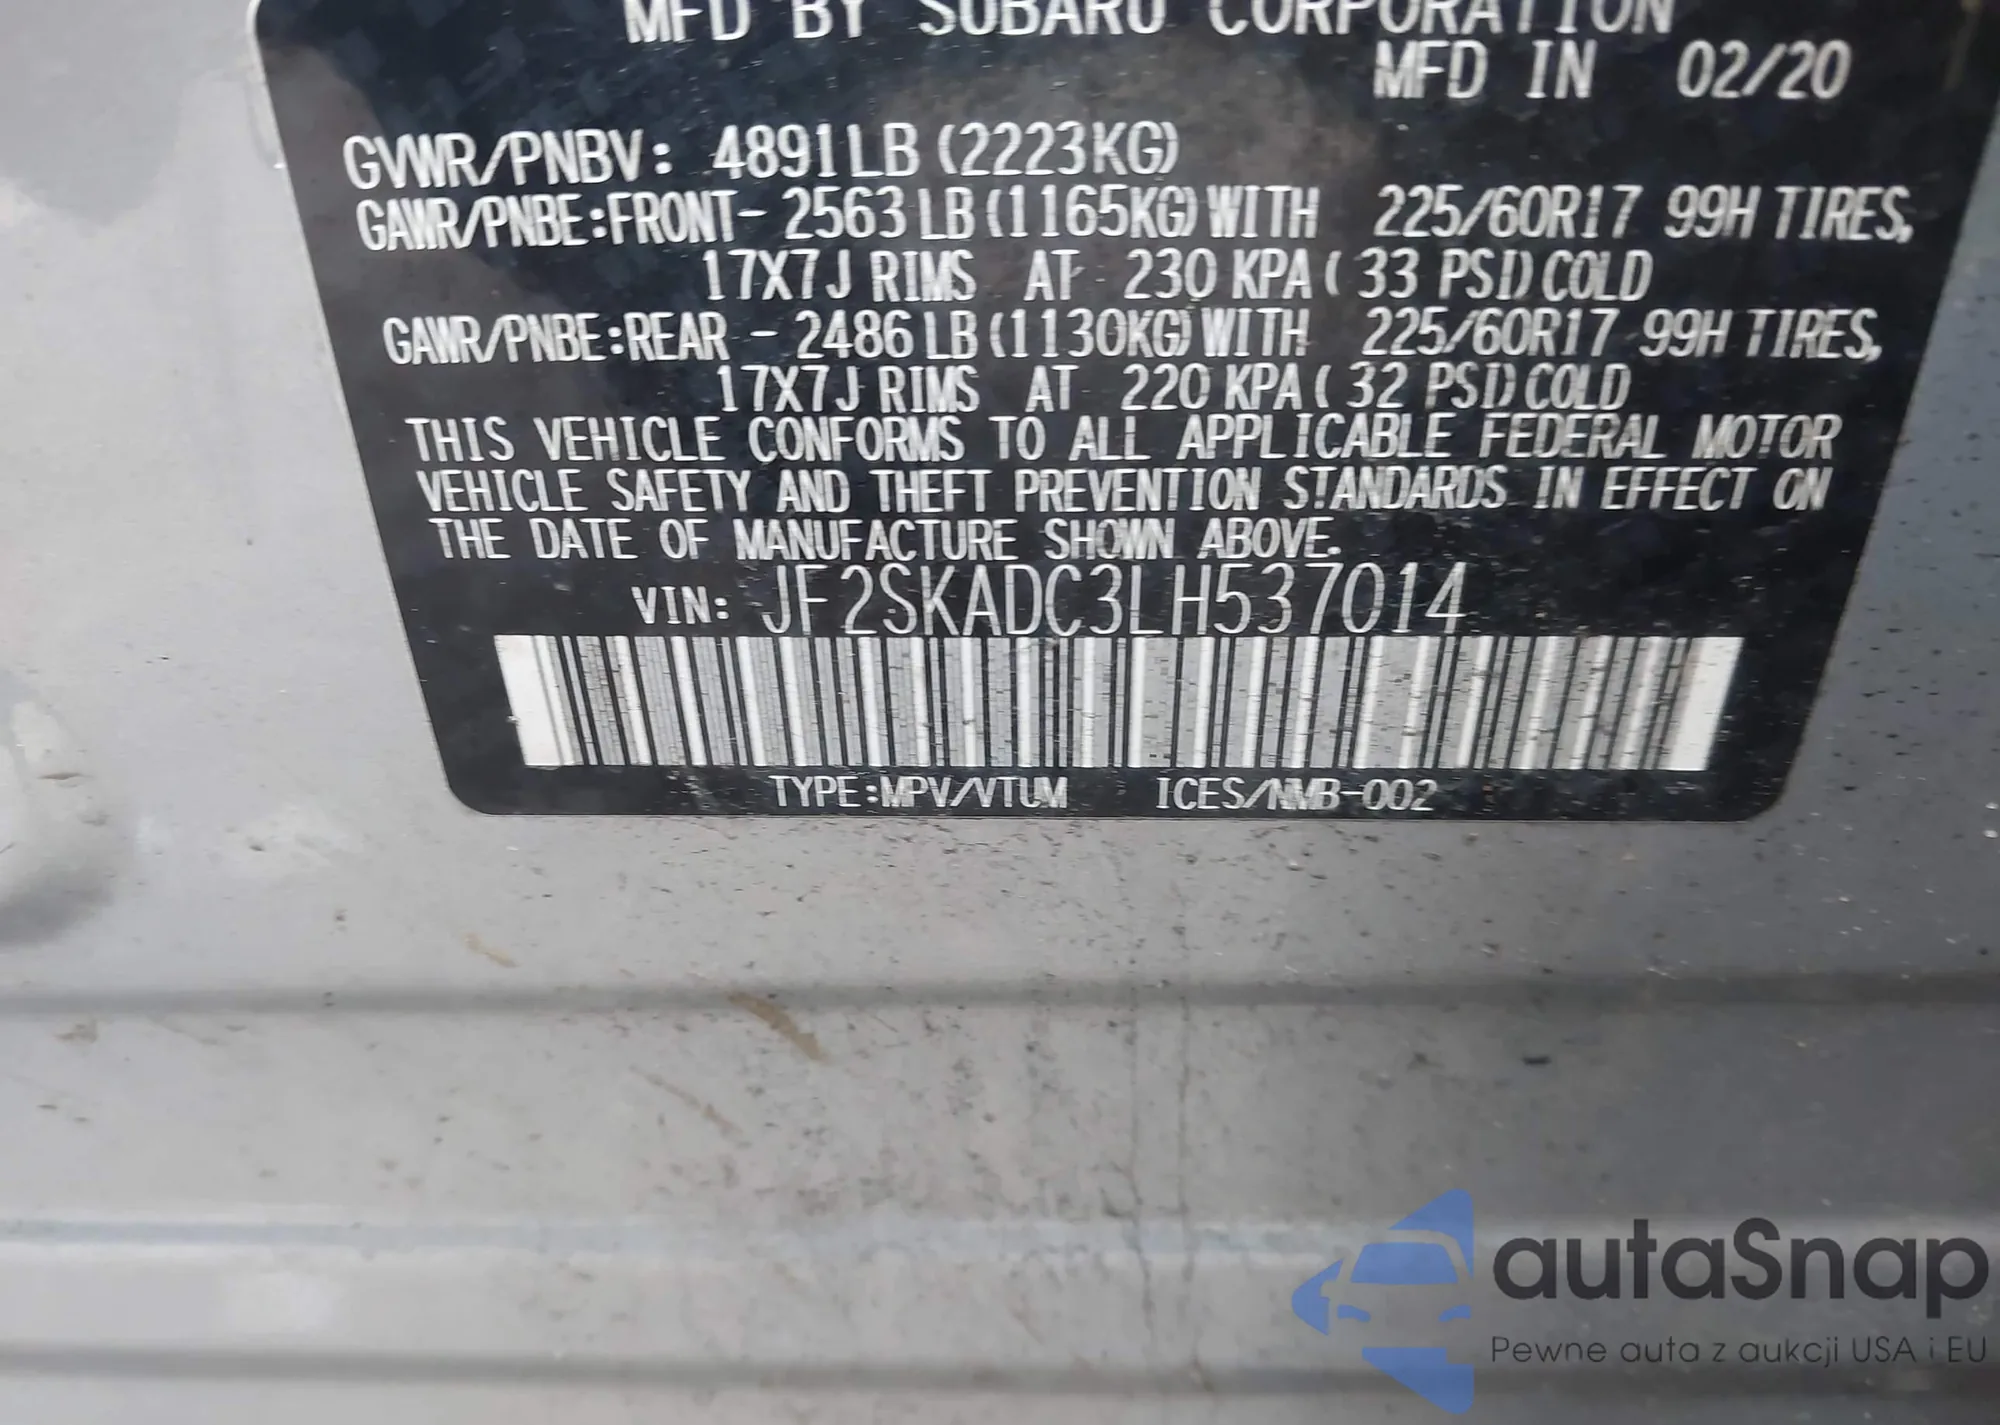 MFD BY SUBARU CORPORATION
MFD IN 02/20
GVWR/PNBV: 4891LB (2223KG)
GAWR/PNBE:FRONT- 2563 LB (1165KG) WITH 225/60R17 99H TIRES,
17X7J RIMS AT 230 KPA ( 33 PSI) COLD
GAWR/PNBE:REAR - 2486 LB (1130KG) WITH 225/60R17 99H TIRES,
17X7J RIMS AT 220 KPA ( 32 PSI) COLD
THIS VEHICLE CONFORMS TO ALL APPLICABLE FEDERAL MOTOR
VEHICLE SAFETY AND THEFT PREVENTION STANDARDS IN EFFECT ON
THE DATE OF MANUFACTURE SHOWN ABOVE.
VIN: JF2SKADC3LH537014
TYPE:MPV/VTUM ICES/NMB-002
autaSnap
Pewne auta z aukcji USA i EU